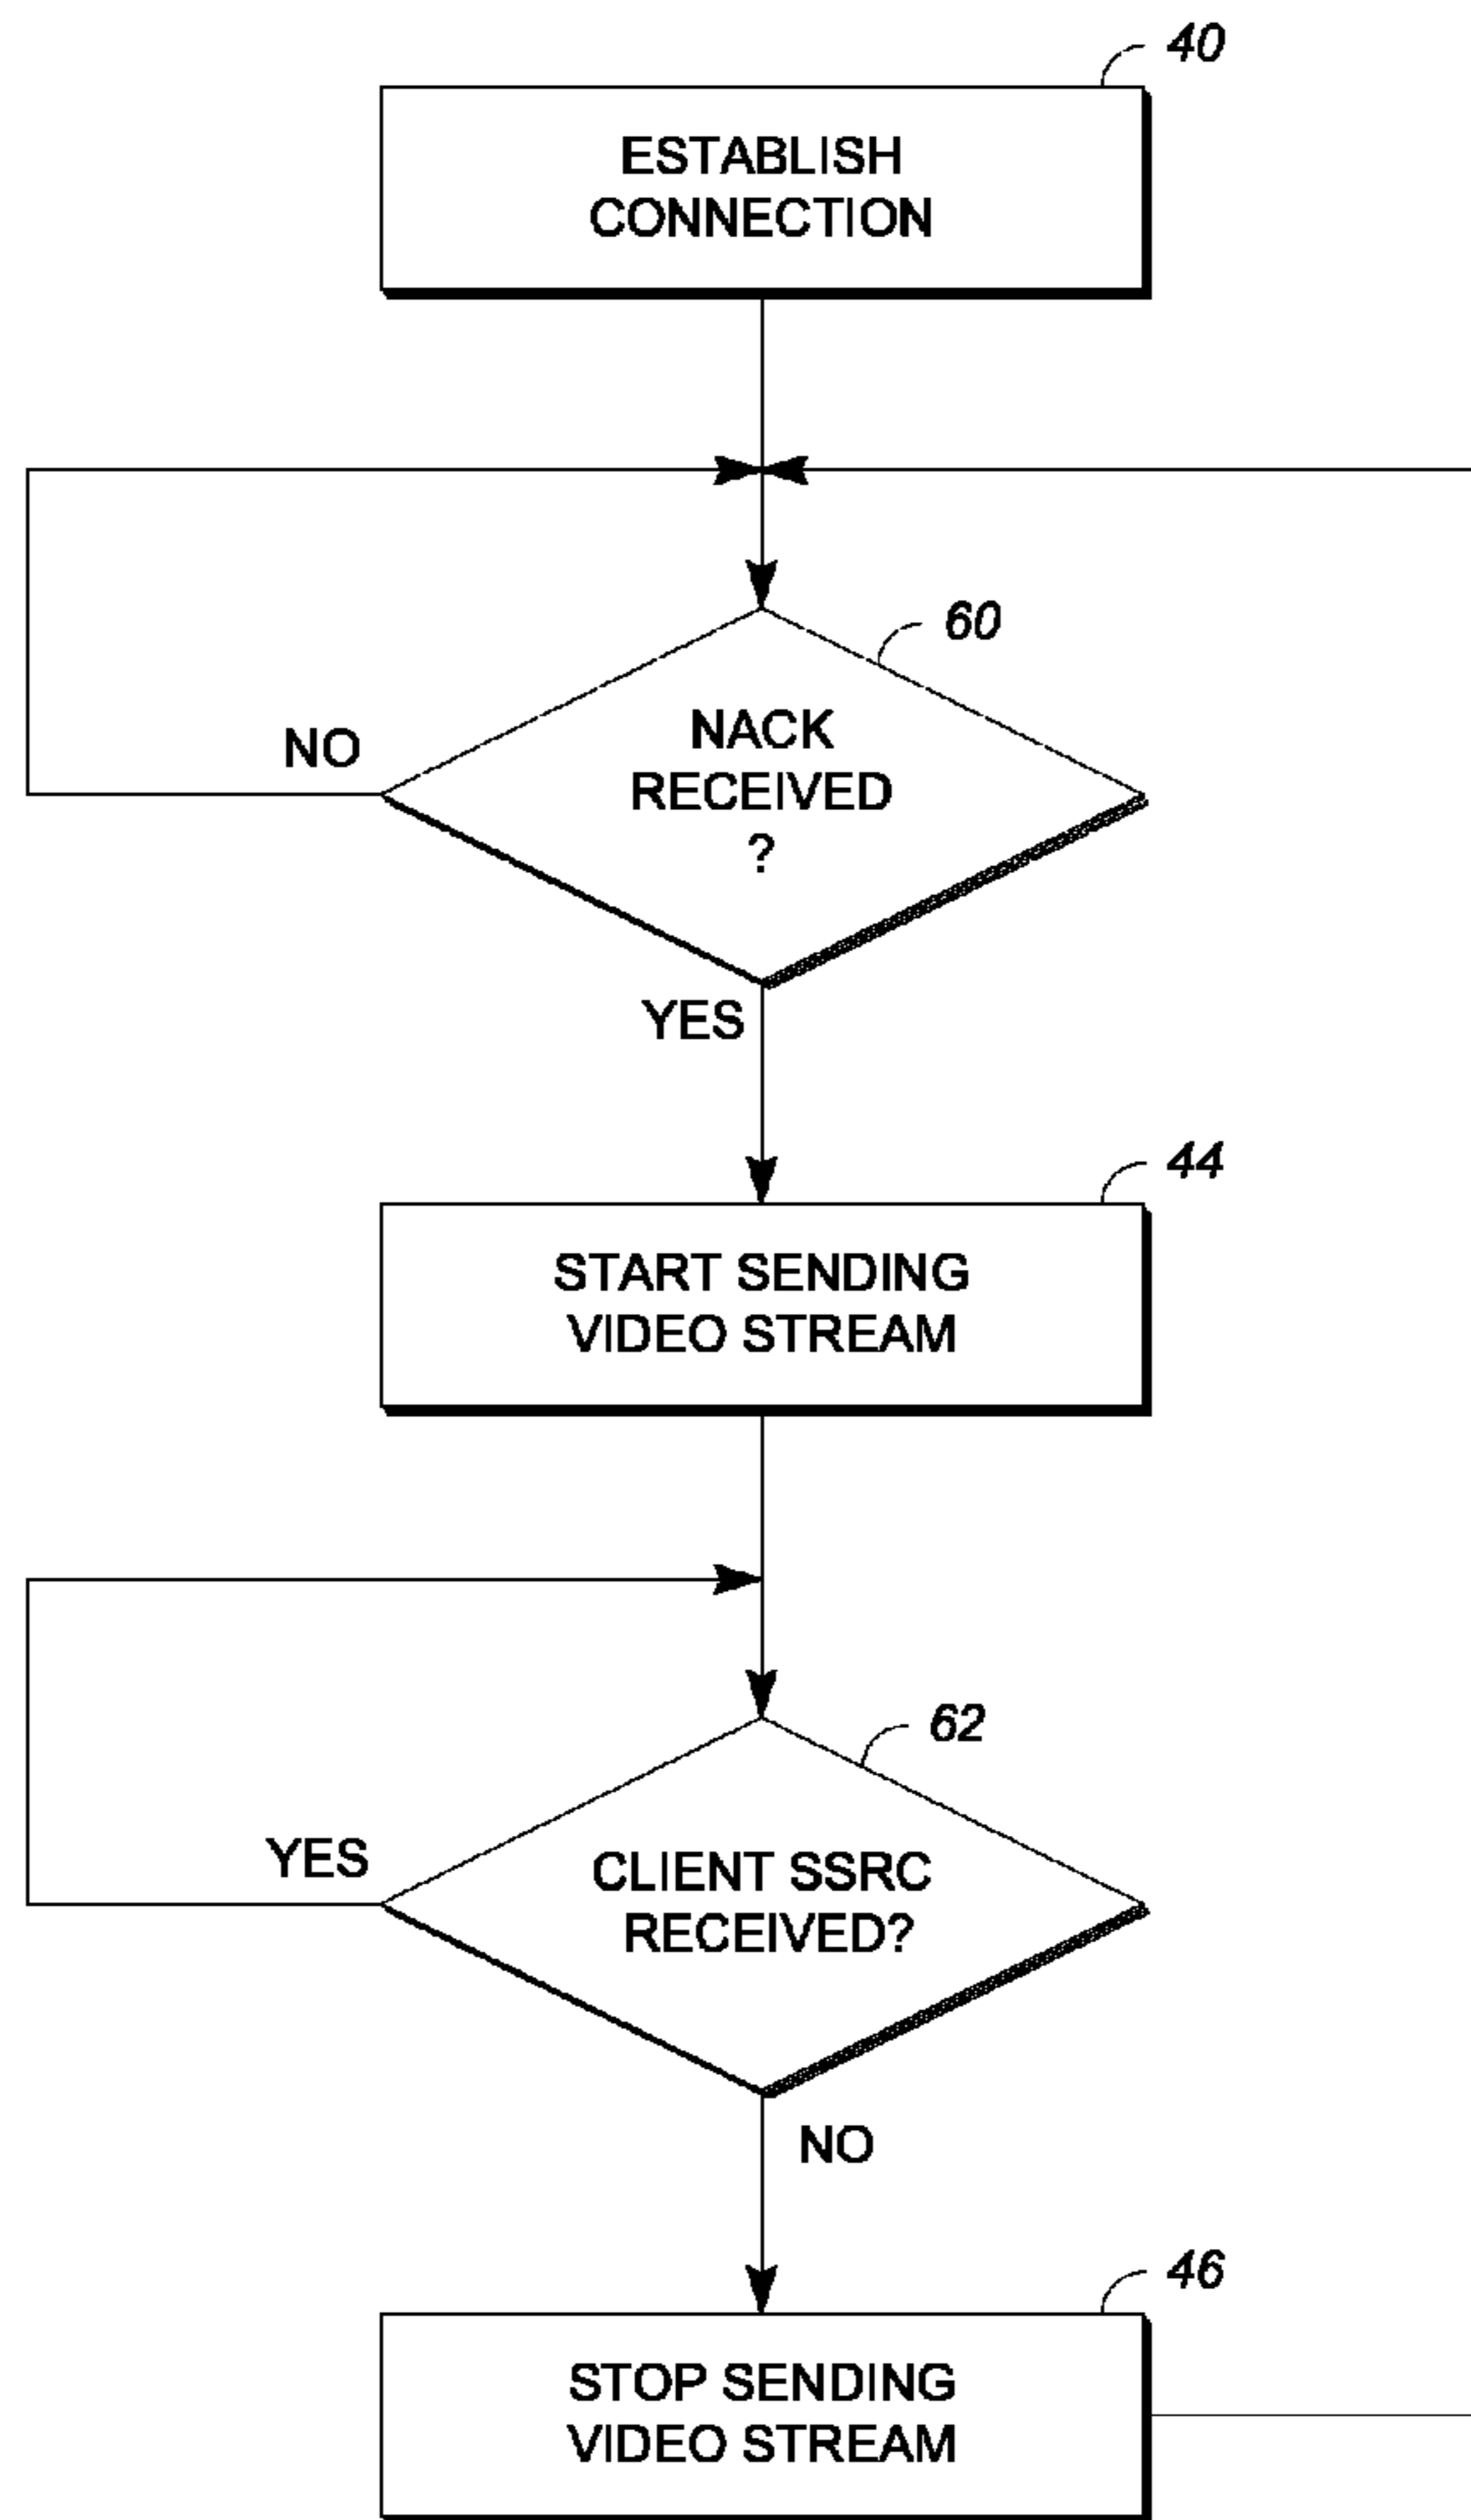 40
ESTABLISH
CONNECTION
60
NO
NACK
RECEIVED
?
YES
44
START SENDING
VIDEO STREAM
62
YES
CLIENT SSRC
RECEIVED?
NO
46
STOP SENDING
VIDEO STREAM